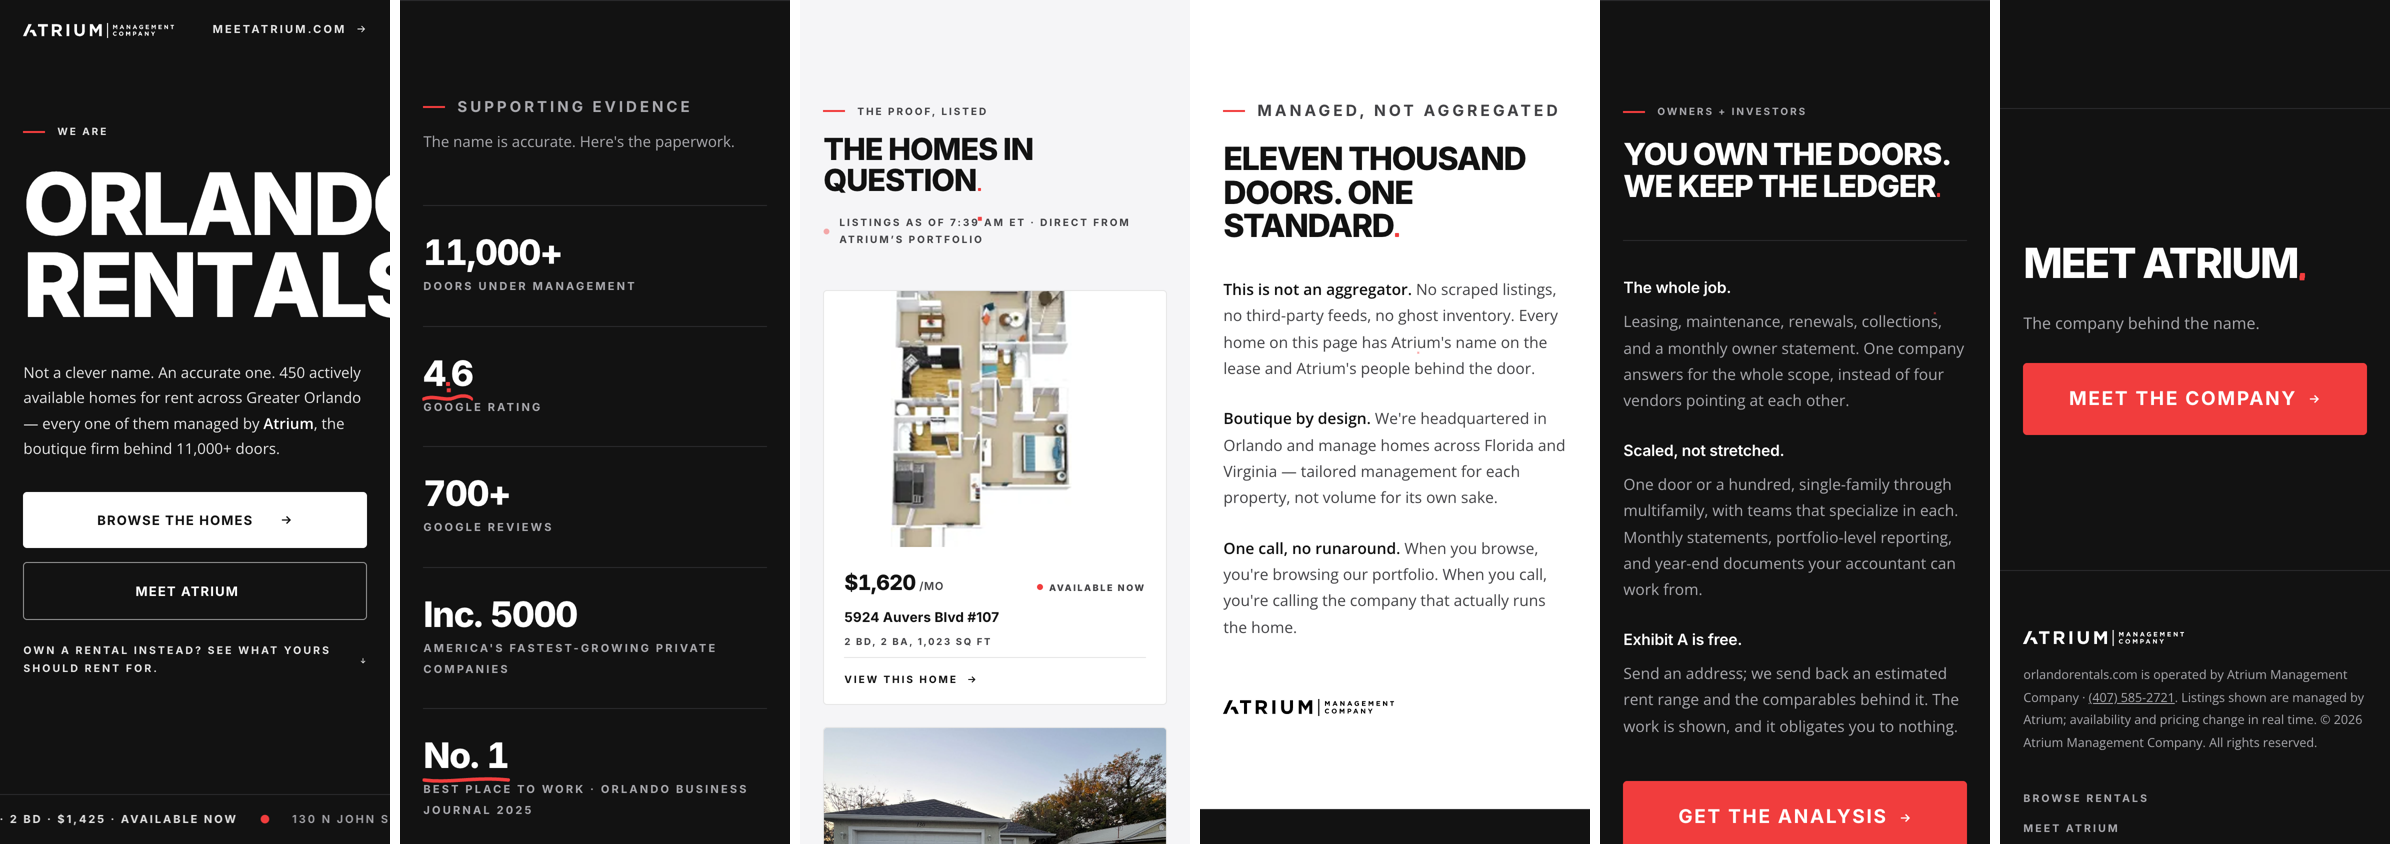 ATRIUM MANAGEMENT COMPANY
MEETATRIUM.COM →
WE ARE
ORLANDO
RENTALS
Not a clever name. An accurate one. 450 actively
available homes for rent across Greater Orlando
— every one of them managed by Atrium, the
boutique firm behind 11,000+ doors.
BROWSE THE HOMES →
MEET ATRIUM
OWN A RENTAL INSTEAD? SEE WHAT YOURS
SHOULD RENT FOR. ↓
· 2 BD · $1,425 · AVAILABLE NOW ● 130 N JOHN
SUPPORTING EVIDENCE
The name is accurate. Here's the paperwork.
11,000+
DOORS UNDER MANAGEMENT
4.6
GOOGLE RATING
700+
GOOGLE REVIEWS
Inc. 5000
AMERICA'S FASTEST-GROWING PRIVATE
COMPANIES
No. 1
BEST PLACE TO WORK · ORLANDO BUSINESS
JOURNAL 2025
THE PROOF, LISTED
THE HOMES IN
QUESTION.
LISTINGS AS OF 7:39 AM ET · DIRECT FROM
ATRIUM'S PORTFOLIO
$1,620 /MO
AVAILABLE NOW
5924 Auvers Blvd #107
2 BD, 2 BA, 1,023 SQ FT
VIEW THIS HOME →
MANAGED, NOT AGGREGATED
ELEVEN THOUSAND
DOORS. ONE
STANDARD.
This is not an aggregator. No scraped listings,
no third-party feeds, no ghost inventory. Every
home on this page has Atrium's name on the
lease and Atrium's people behind the door.
Boutique by design. We're headquartered in
Orlando and manage homes across Florida and
Virginia — tailored management for each
property, not volume for its own sake.
One call, no runaround. When you browse,
you're browsing our portfolio. When you call,
you're calling the company that actually runs
the home.
ATRIUM MANAGEMENT COMPANY
OWNERS + INVESTORS
YOU OWN THE DOORS.
WE KEEP THE LEDGER.
The whole job.
Leasing, maintenance, renewals, collections,
and a monthly owner statement. One company
answers for the whole scope, instead of four
vendors pointing at each other.
Scaled, not stretched.
One door or a hundred, single-family through
multifamily, with teams that specialize in each.
Monthly statements, portfolio-level reporting,
and year-end documents your accountant can
work from.
Exhibit A is free.
Send an address; we send back an estimated
rent range and the comparables behind it. The
work is shown, and it obligates you to nothing.
GET THE ANALYSIS →
MEET ATRIUM.
The company behind the name.
MEET THE COMPANY →
ATRIUM MANAGEMENT COMPANY
orlandorentals.com is operated by Atrium Management
Company · (407) 585-2721. Listings shown are managed by
Atrium; availability and pricing change in real time. © 2026
Atrium Management Company. All rights reserved.
BROWSE RENTALS
MEET ATRIUM